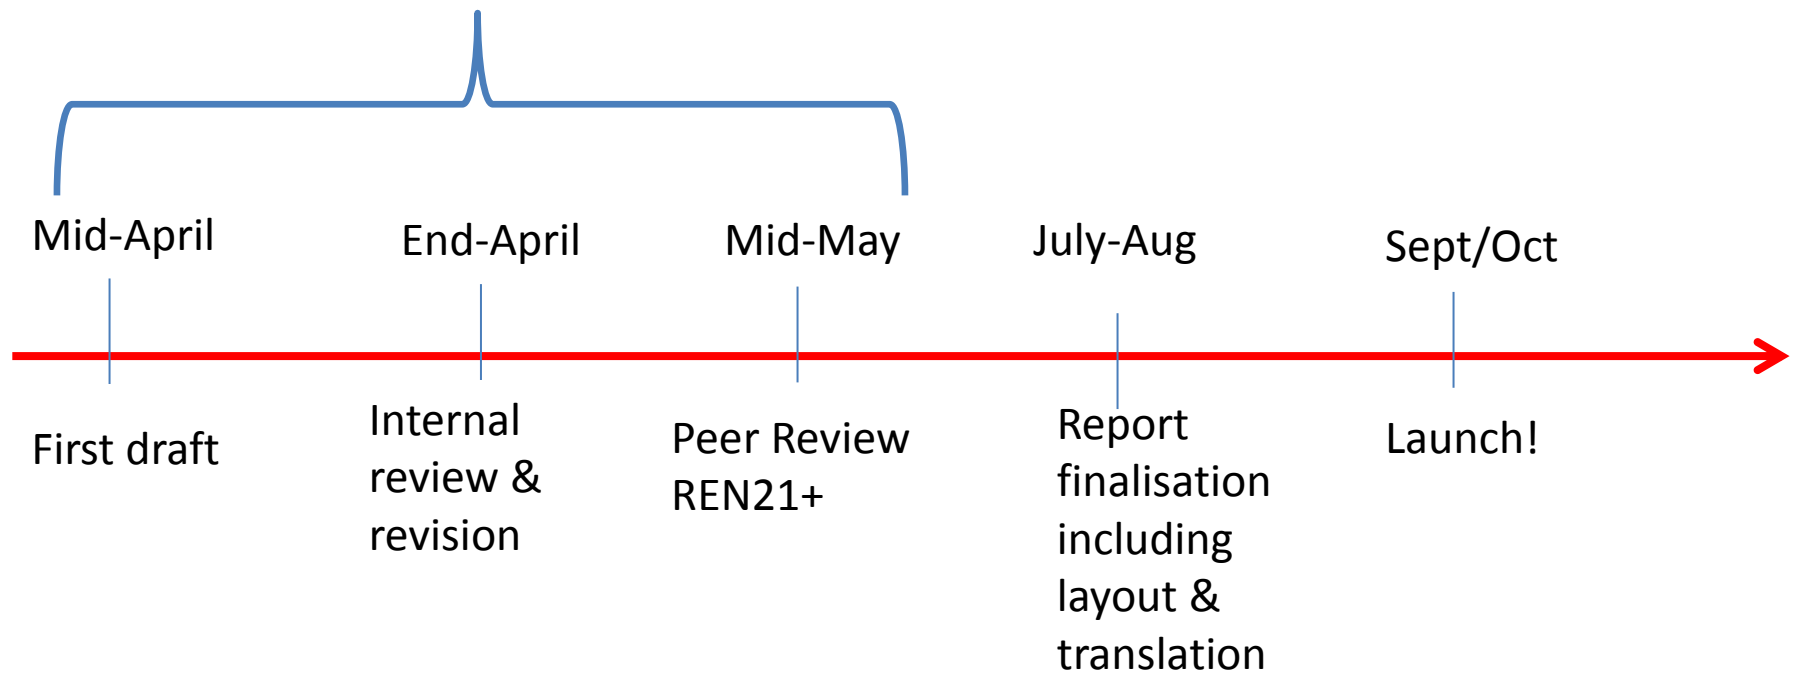 Mid-April
End-April
Mid-May
July-Aug
Sept/Oct
First draft
Internal
review &
revision
Peer Review
REN21+
Report
finalisation
including
layout &
translation
Launch!